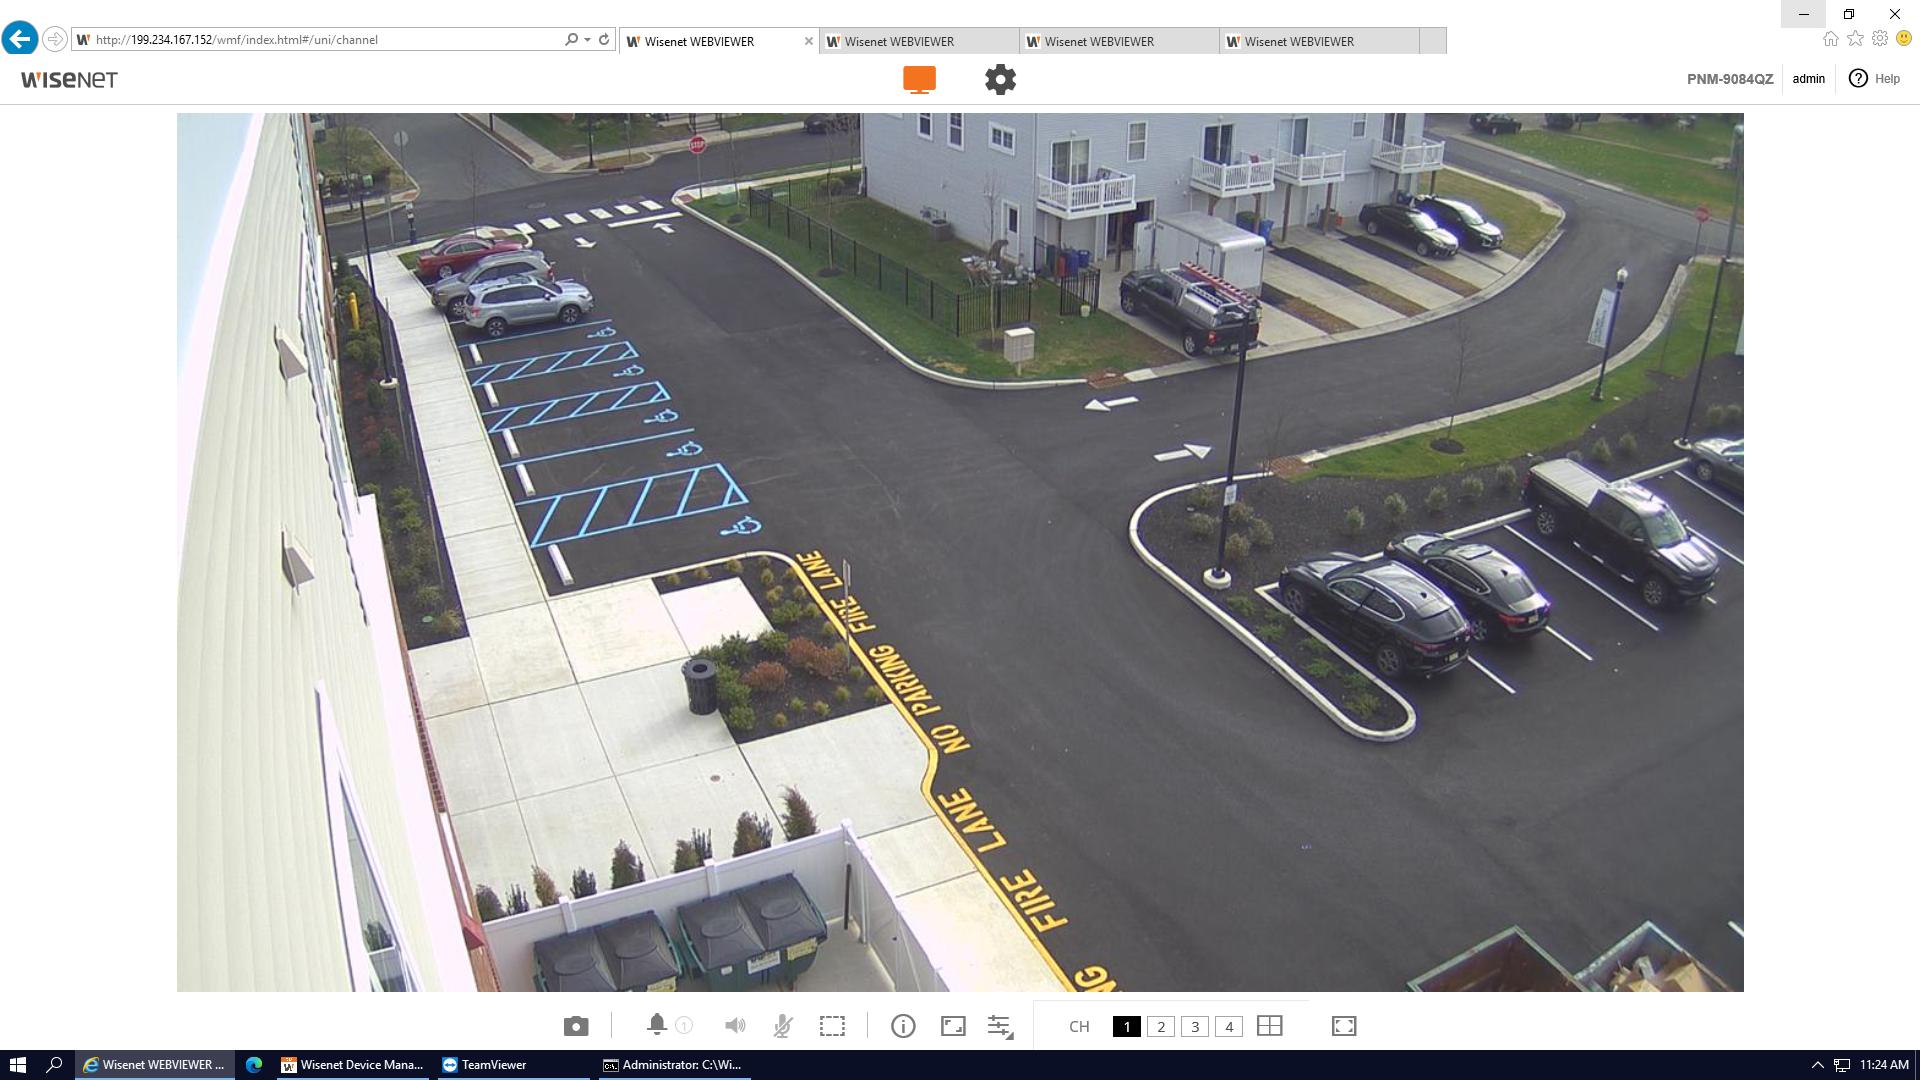 http://199.234.167.152/wmf/index.html#/uni/channel
Wisenet WEBVIEWER
Wisenet WEBVIEWER
Wisenet WEBVIEWER
Wisenet WEBVIEWER
WISENET
PNM-9084QZ
admin
Help
STOP
FIRE LANE
NO PARKING
FIRE LANE
NG
1
CH
1
2
3
4
Wisenet WEBVIEWER ...
Wisenet Device Mana...
TeamViewer
Administrator: C:\Wi...
11:24 AM